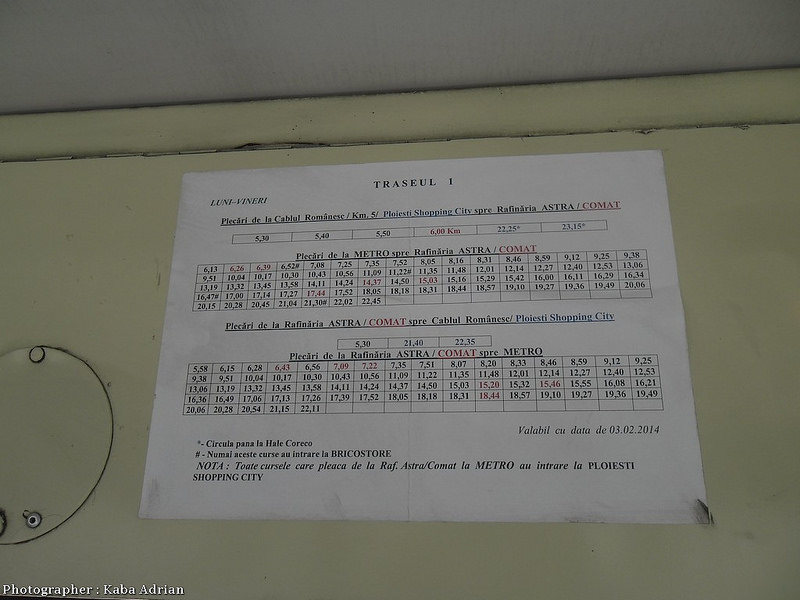 TRASEUL 1
LUNI-VINERI
Plecări de la Cablul Românesc / Km. 5/ Ploiesti Shopping City spre Rafinăria ASTRA / COMAT
5,30 5,40 5,50 6,00 Km 22,25* 23,15*
Plecări de la METRO spre Rafinăria ASTRA / COMAT
6,13 6,26 6,39 6,52# 7,08 7,25 7,35 7,52 8,05 8,16 8,31 8,46 8,59 9,12 9,25 9,38
9,51 10,04 10,17 10,30 10,43 10,56 11,09 11,22# 11,35 11,48 12,01 12,14 12,27 12,40 12,53 13,06
13,19 13,32 13,45 13,58 14,11 14,24 14,37 14,50 15,03 15,16 15,29 15,42 16,00 16,11 16,29 16,34
16,47# 17,00 17,14 17,27 17,44 17,52 18,05 18,18 18,31 18,44 18,57 19,10 19,27 19,36 19,49 20,06
20,15 20,28 20,45 21,04 21,30# 22,02 22,45
Plecări de la Rafinăria ASTRA / COMAT spre Cablul Românesc/ Ploiesti Shopping City
5,30 21,40 22,35
Plecări de la Rafinăria ASTRA / COMAT spre METRO
5,58 6,15 6,28 6,43 6,56 7,09 7,22 7,35 7,51 8,07 8,20 8,33 8,46 8,59 9,12 9,25
9,38 9,51 10,04 10,17 10,30 10,43 10,56 11,09 11,22 11,35 11,48 12,01 12,14 12,27 12,40 12,53
13,06 13,19 13,32 13,45 13,58 14,11 14,24 14,37 14,50 15,03 15,20 15,32 15,46 15,55 16,08 16,21
16,36 16,49 17,06 17,13 17,26 17,39 17,52 18,05 18,18 18,31 18,44 18,57 19,10 19,27 19,36 19,49
20,06 20,28 20,54 21,15 22,11
Valabil cu data de 03.02.2014
*- Circula pana la Hale Coreco
# - Numai aceste curse au intrare la BRICOSTORE
NOTA : Toate cursele care pleaca de la Raf. Astra/Comat la METRO au intrare la PLOIESTI
SHOPPING CITY
Photographer : Kaba Adrian